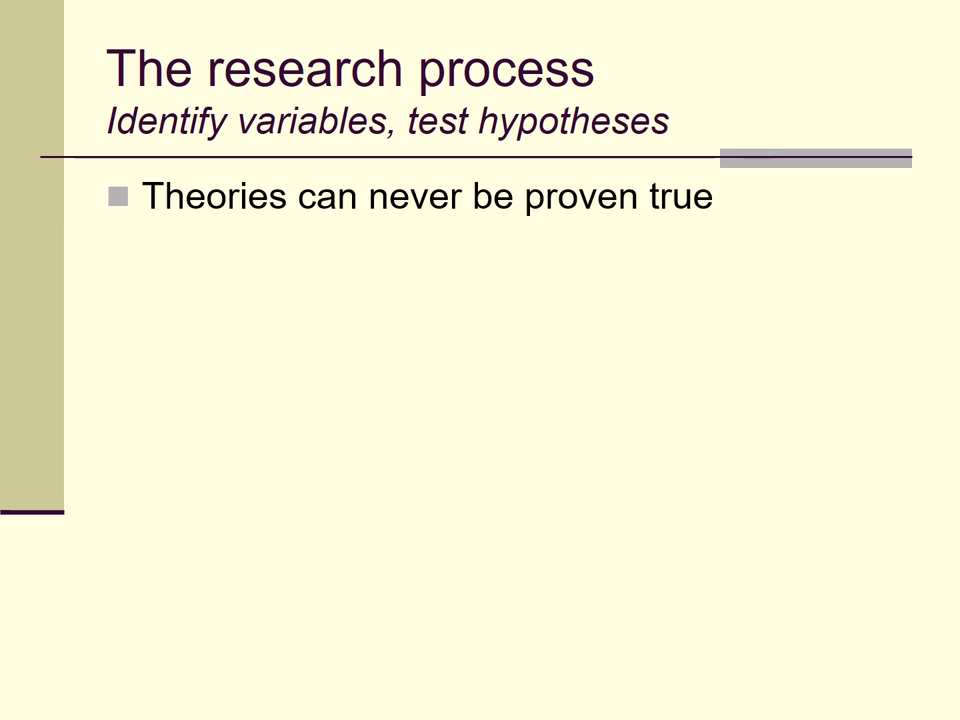 The research process
Identify variables, test hypotheses
Theories can never be proven true